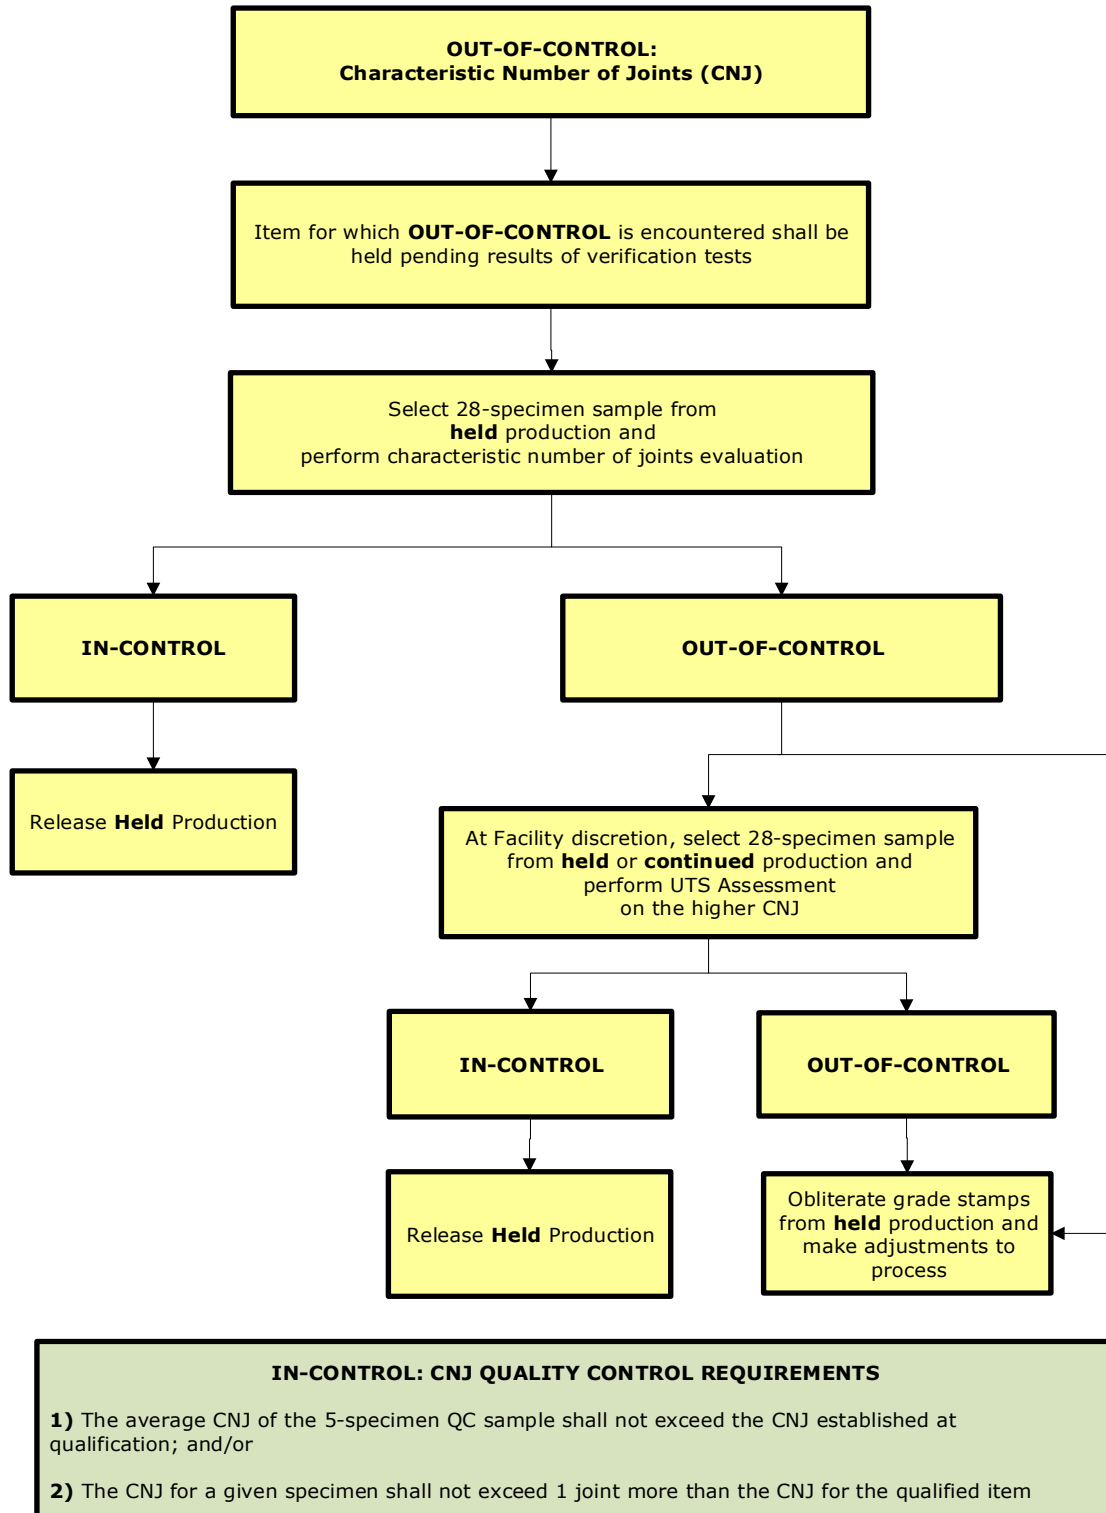 OUT-OF-CONTROL:
Characteristic Number of Joints (CNJ)
Item for which OUT-OF-CONTROL is encountered shall be
held pending results of verification tests
Select 28-specimen sample from
held production and
perform characteristic number of joints evaluation
IN-CONTROL
OUT-OF-CONTROL
Release Held Production
At Facility discretion, select 28-specimen sample
from held or continued production and
perform UTS Assessment
on the higher CNJ
IN-CONTROL
OUT-OF-CONTROL
Release Held Production
Obliterate grade stamps
from held production and
make adjustments to
process
IN-CONTROL: CNJ QUALITY CONTROL REQUIREMENTS
1) The average CNJ of the 5-specimen QC sample shall not exceed the CNJ established at
qualification; and/or
2) The CNJ for a given specimen shall not exceed 1 joint more than the CNJ for the qualified item